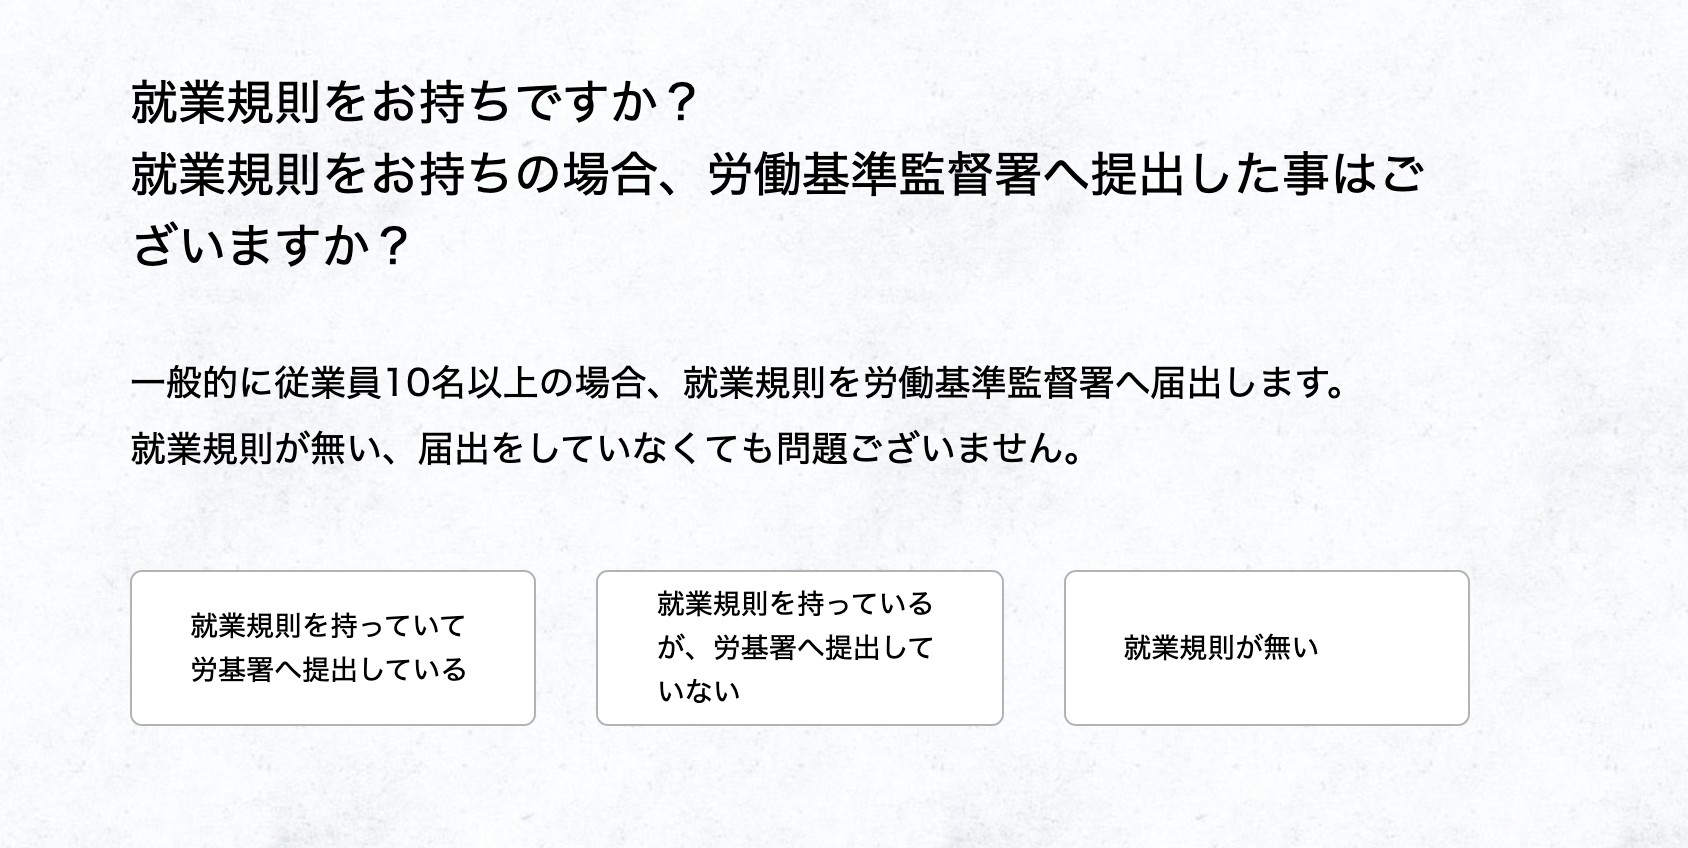 就業規則をお持ちですか？
就業規則をお持ちの場合、労働基準監督署へ提出した事はご
ざいますか？
一般的に従業員10名以上の場合、就業規則を労働基準監督署へ届出します。
就業規則が無い、届出をしていなくても問題ございません。
就業規則を持っていて
労基署へ提出している
就業規則を持っている
が、労基署へ提出して
いない
就業規則が無い